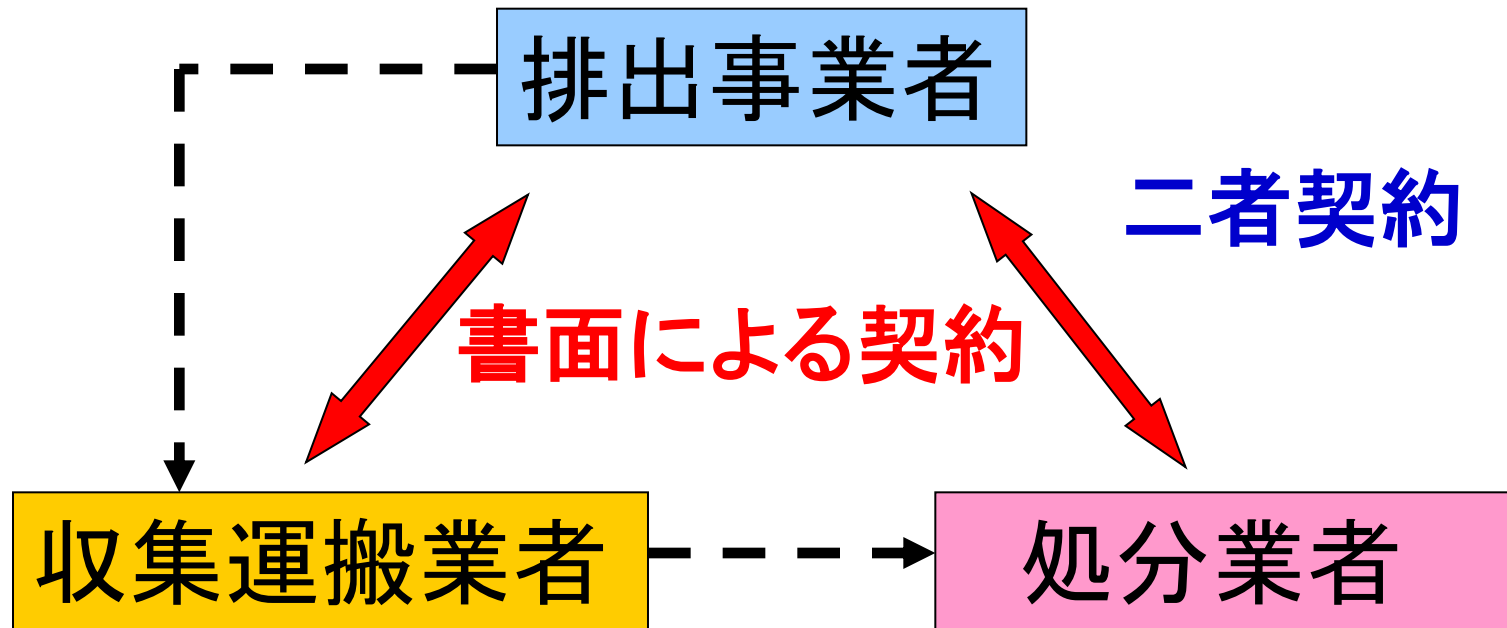 排出事業者
二者契約
書面による契約
収集運搬業者
処分業者